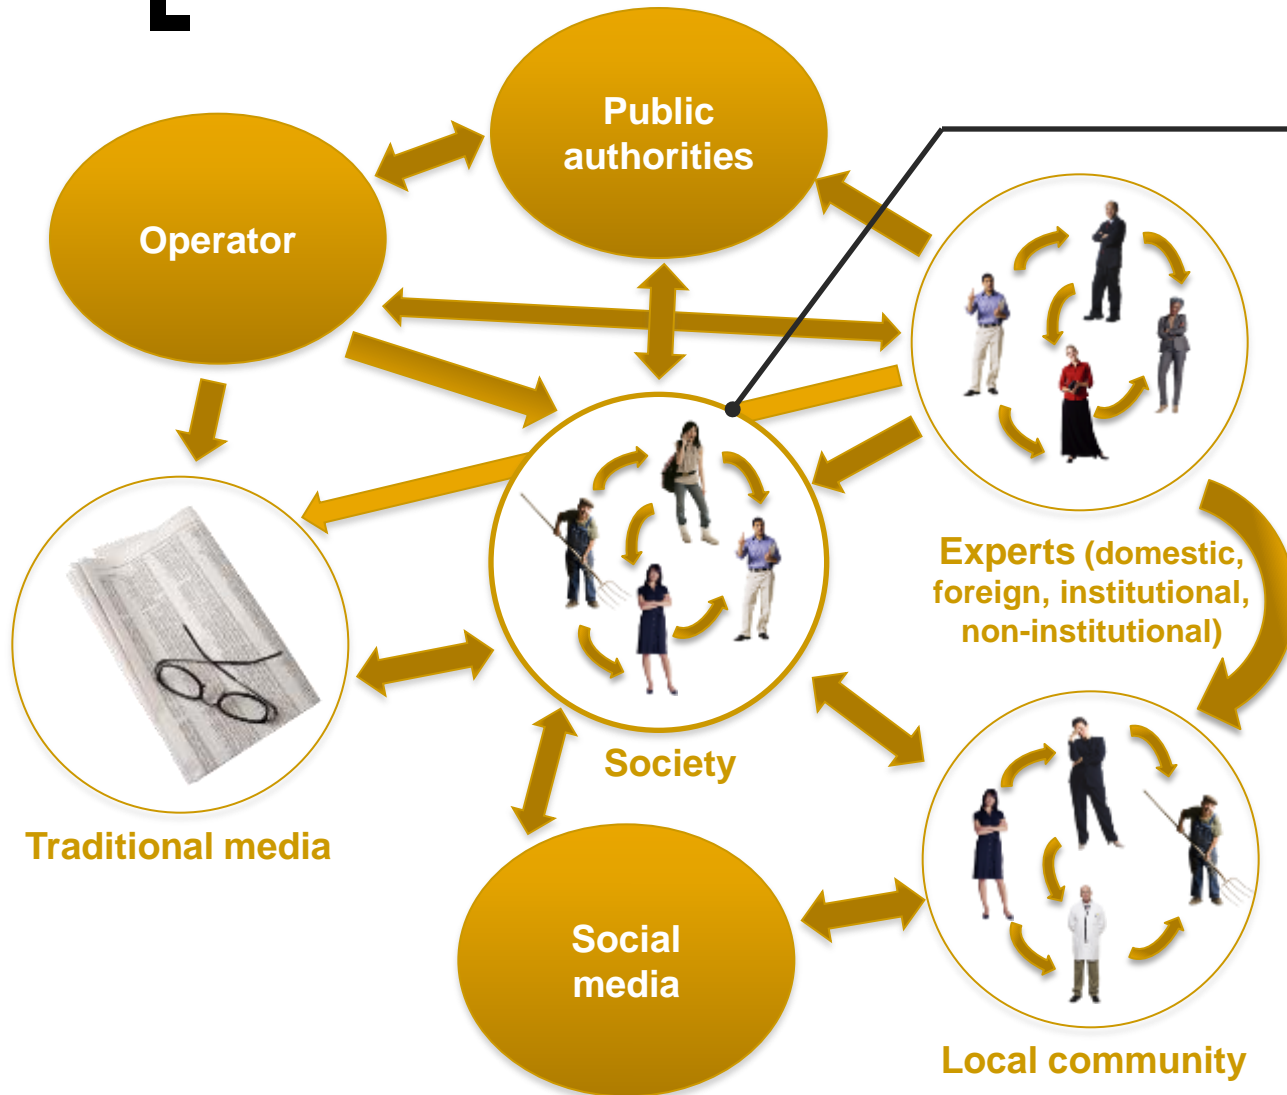 Public
authorities
Operator
Experts (domestic,
foreign, institutional,
non-institutional)
Society
Traditional media
Social
media
Local community